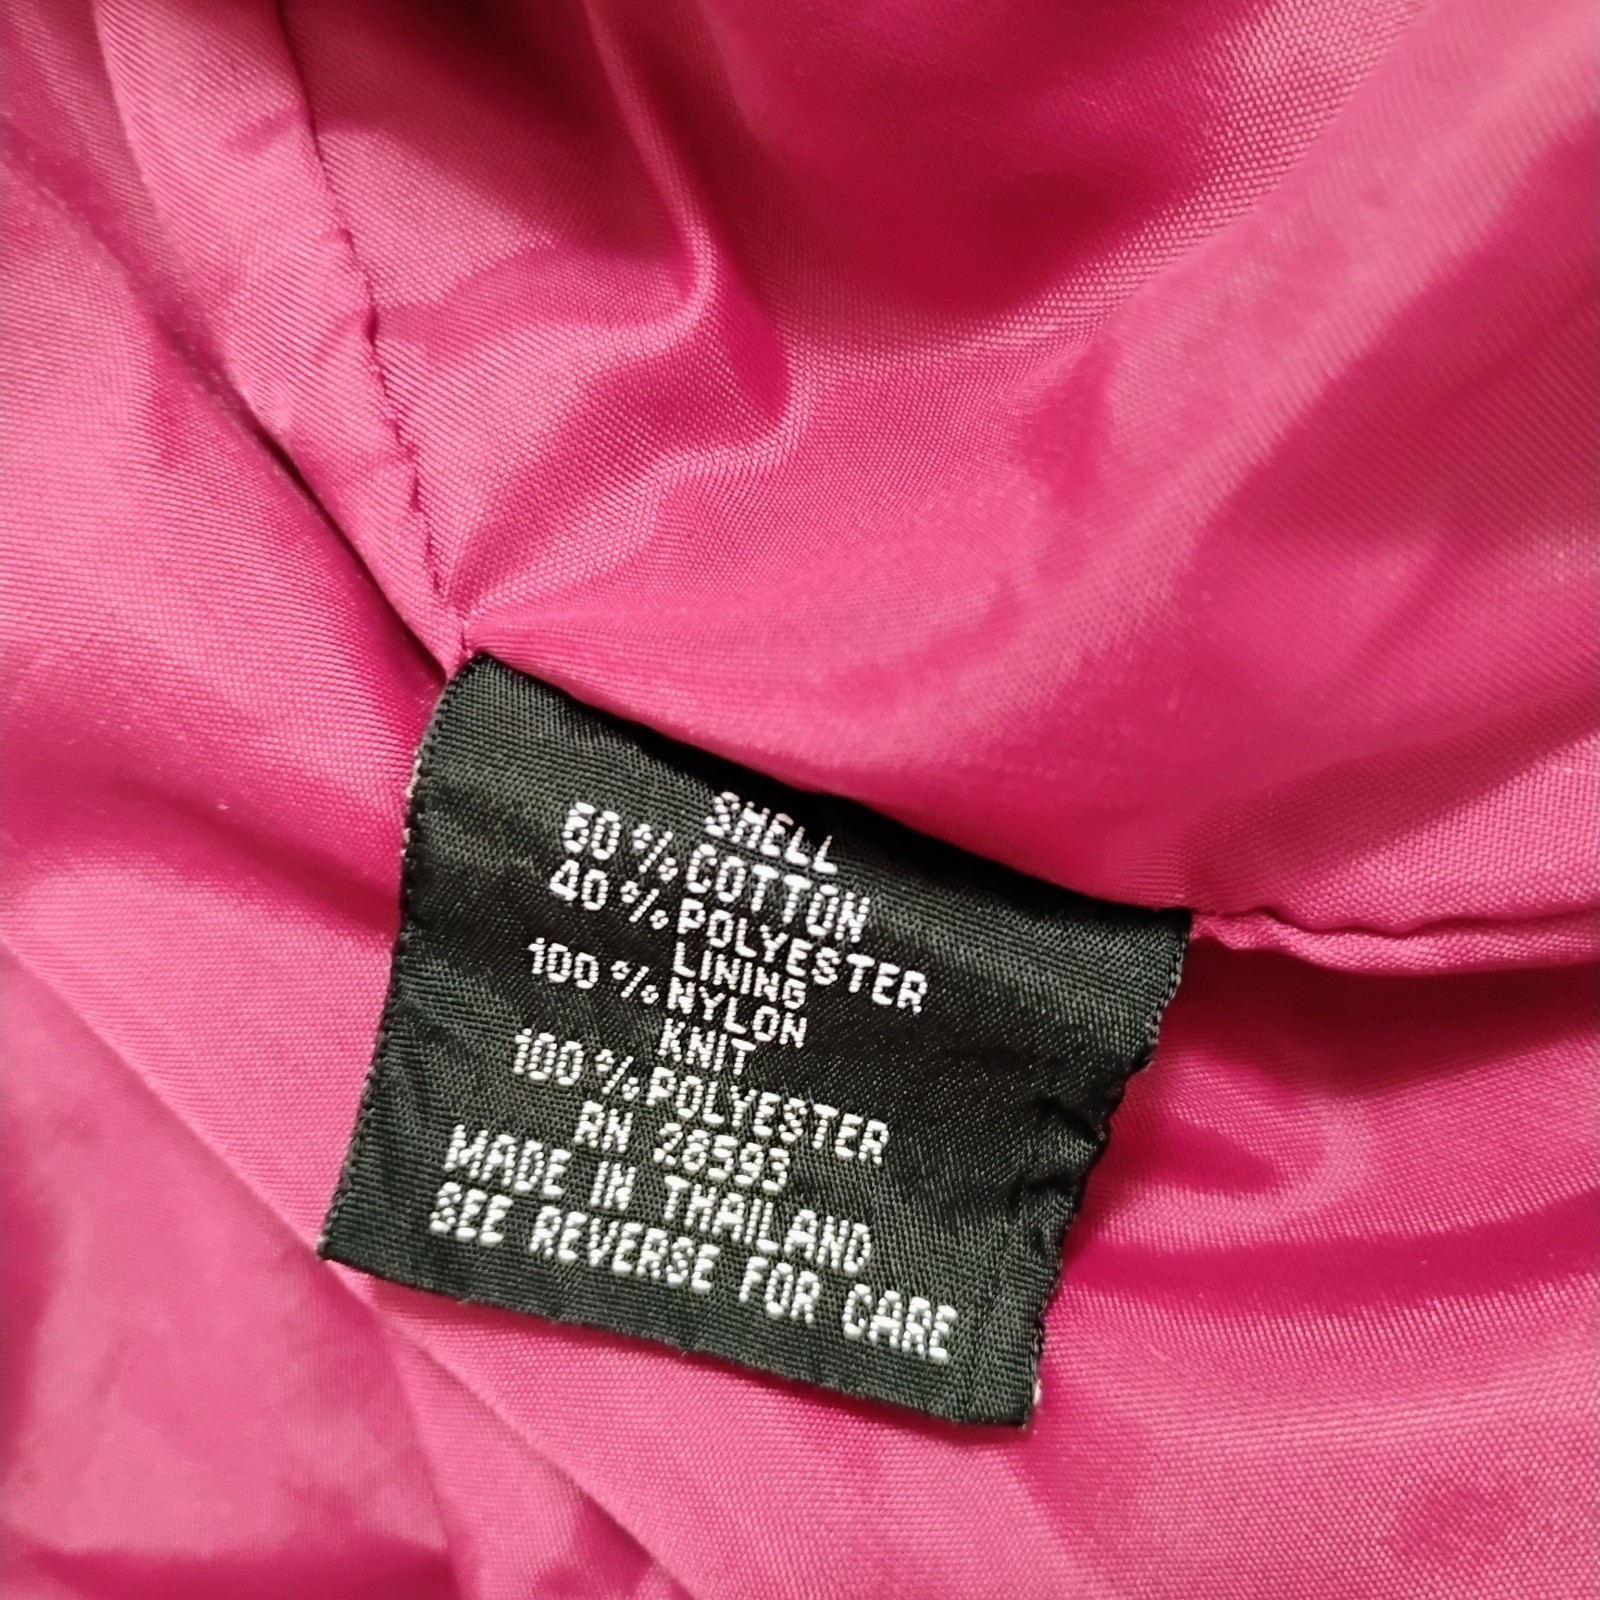 SHELL
60% COTTON
40% POLYESTER
LINING
100% NYLON
KNIT
100% POLYESTER
RN 28593
MADE IN THAILAND
SEE REVERSE FOR CARE